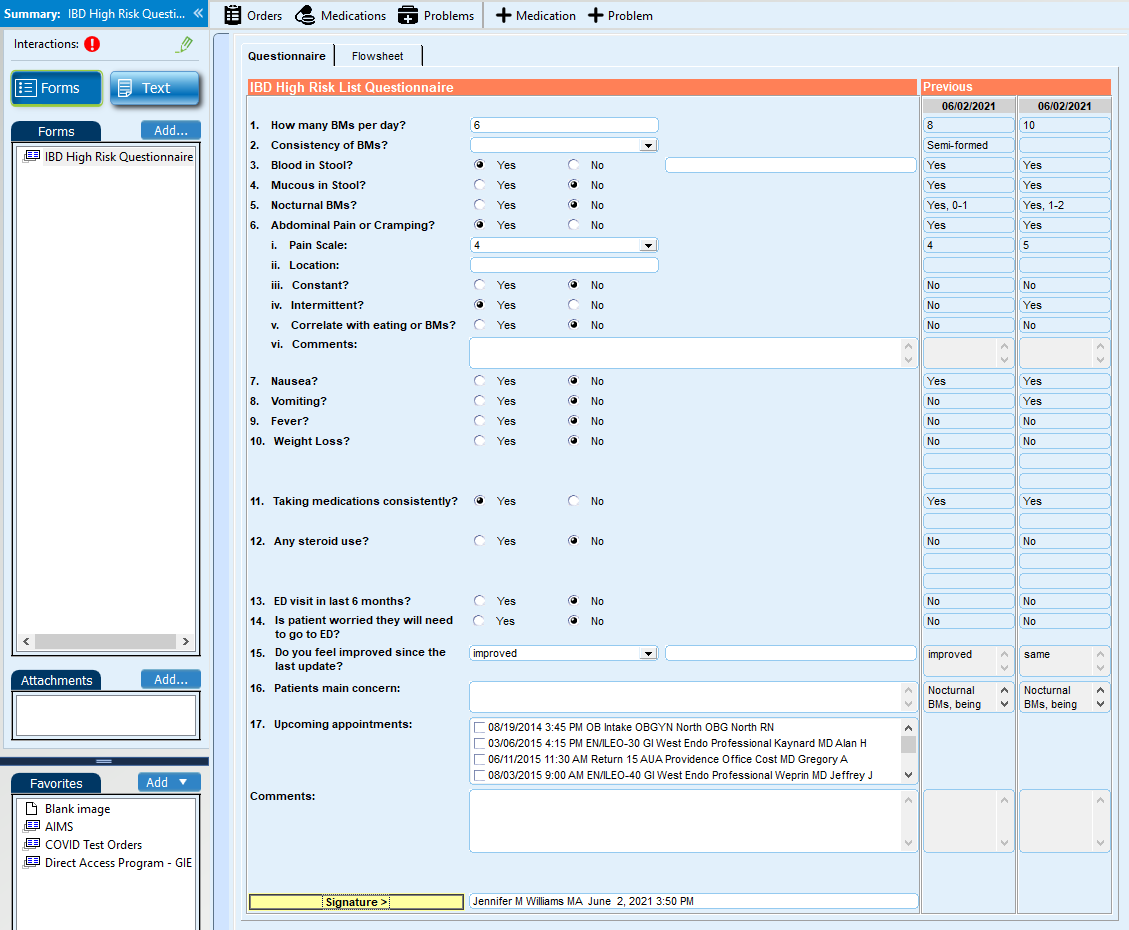 Summary: IBD High Risk Questi... «
Orders Medications Problems Medication Problem
Interactions:
Forms Text
Forms Add...
IBD High Risk Questionnaire
Attachments Add...
Favorites Add
Blank image
AIMS
COVID Test Orders
Direct Access Program - GIE
Questionnaire Flowsheet
IBD High Risk List Questionnaire Previous
06/02/2021 06/02/2021
1. How many BMs per day? 6 8 10
2. Consistency of BMs? Semi-formed
3. Blood in Stool? Yes No Yes Yes
4. Mucous in Stool? Yes No Yes Yes
5. Nocturnal BMs? Yes No Yes, 0-1 Yes, 1-2
6. Abdominal Pain or Cramping? Yes No Yes Yes
i. Pain Scale: 4 4 5
ii. Location:
iii. Constant? Yes No No No
iv. Intermittent? Yes No No Yes
v. Correlate with eating or BMs? Yes No No No
vi. Comments:
7. Nausea? Yes No Yes Yes
8. Vomiting? Yes No No Yes
9. Fever? Yes No No No
10. Weight Loss? Yes No No No
11. Taking medications consistently? Yes No Yes Yes
12. Any steroid use? Yes No No No
13. ED visit in last 6 months? Yes No No No
14. Is patient worried they will need Yes No No No
to go to ED?
15. Do you feel improved since the improved improved same
last update?
16. Patients main concern: Nocturnal Nocturnal
BMs, being BMs, being
17. Upcoming appointments: 08/19/2014 3:45 PM OB Intake OBGYN North OBG North RN
03/06/2015 4:15 PM EN/ILEO-30 GI West Endo Professional Kaynard MD Alan H
06/11/2015 11:30 AM Return 15 AUA Providence Office Cost MD Gregory A
08/03/2015 9:00 AM EN/ILEO-40 GI West Endo Professional Weprin MD Jeffrey J
Comments:
Signature > Jennifer M Williams MA June 2, 2021 3:50 PM